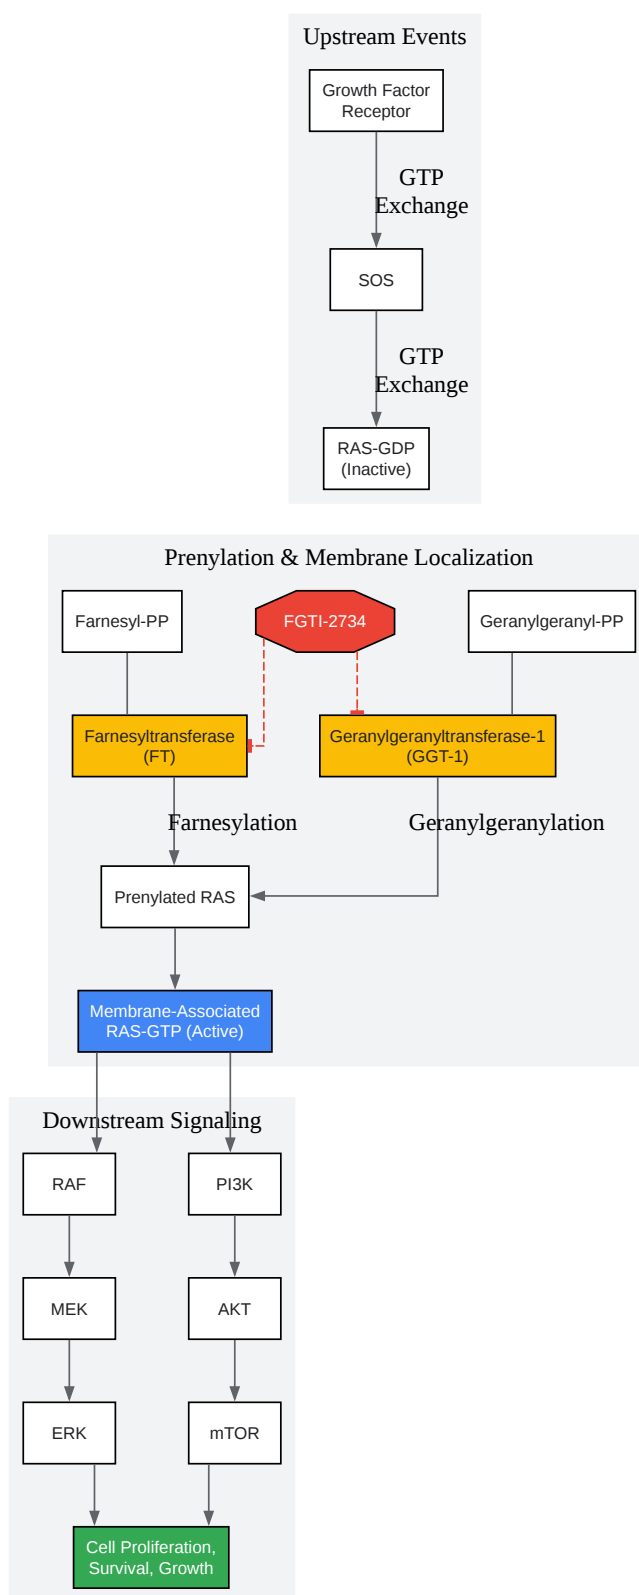 Upstream Events
Growth Factor
Receptor
GTP
Exchange
SOS
GTP
Exchange
RAS-GDP
(Inactive)
Prenylation & Membrane Localization
Farnesyl-PP
FGTI-2734
Geranylgeranyl-PP
Farnesyltransferase
(FT)
Geranylgeranyltransferase-1
(GGT-1)
Farnesylation
Geranylgeranylation
Prenylated RAS
Membrane-Associated
RAS-GTP (Active)
Downstream Signaling
RAF
PI3K
MEK
AKT
ERK
mTOR
Cell Proliferation,
Survival, Growth